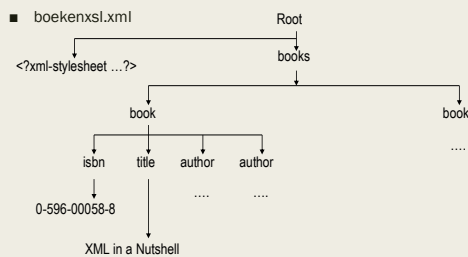 boekenxsl.xml
Root
<?xml-stylesheet ...?>
books
book
book
isbn
title
author
author
....
....
....
0-596-00058-8
XML in a Nutshell